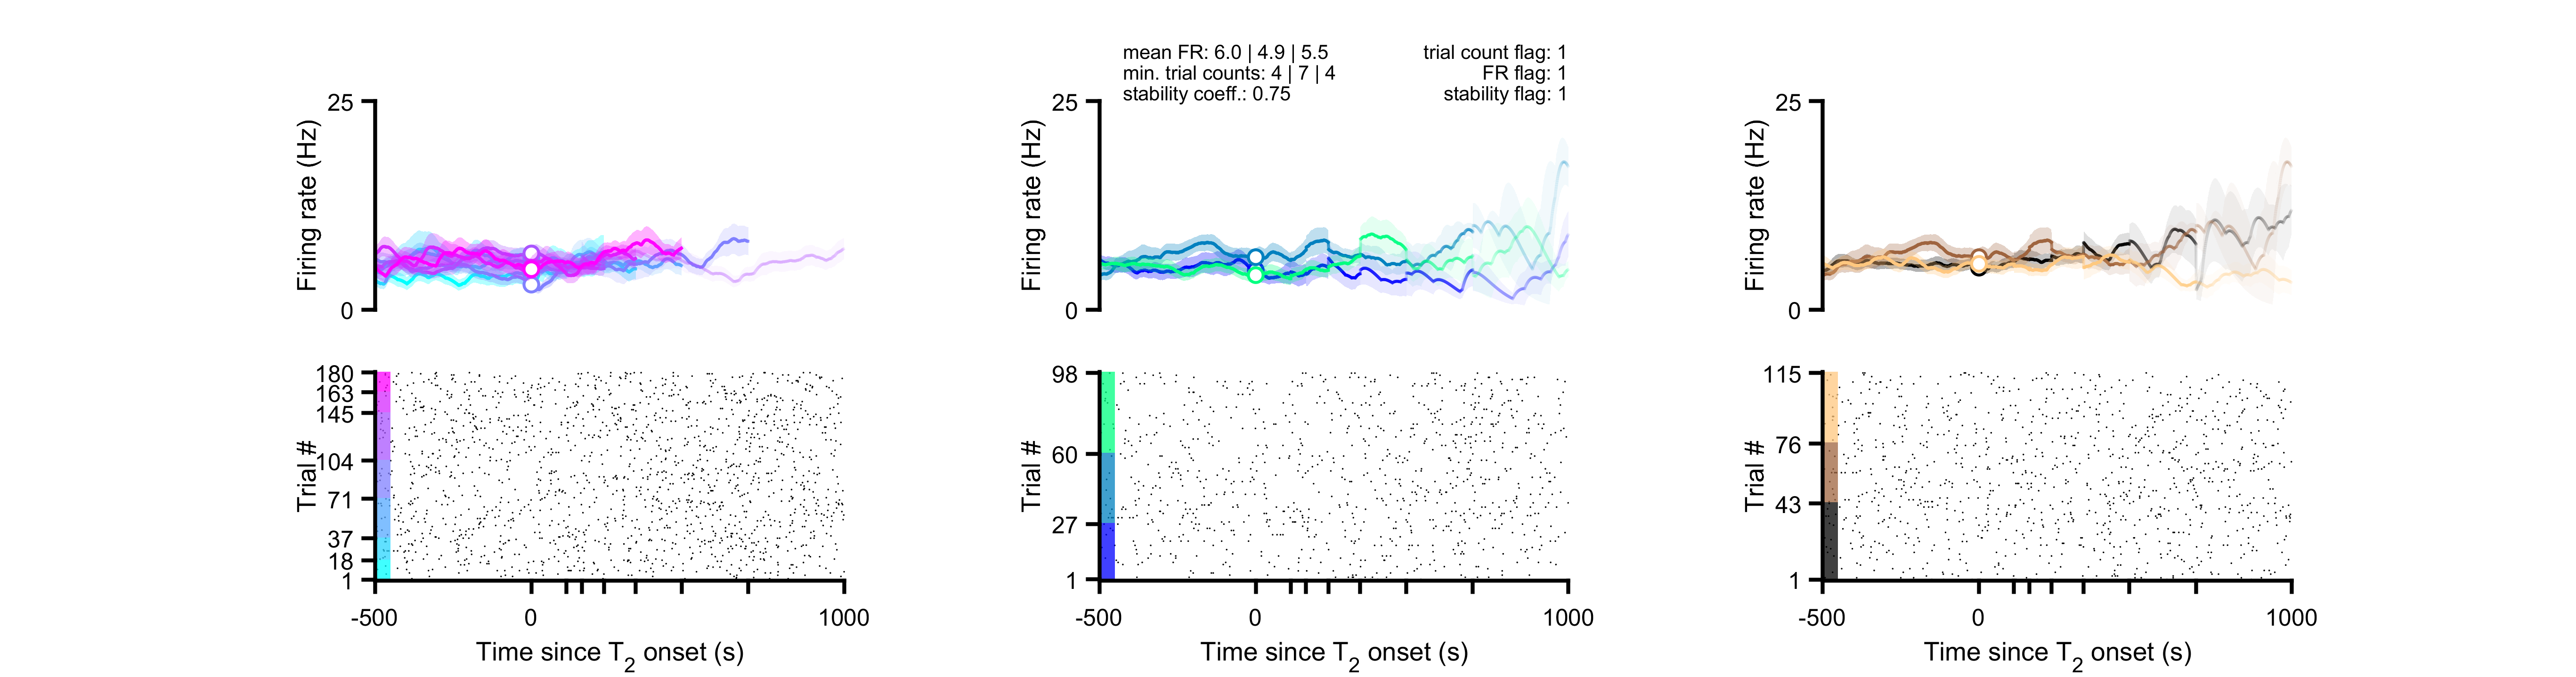 mean FR: 6.0 | 4.9 | 5.5
min. trial counts: 4 | 7 | 4
stability coeff.: 0.75
trial count flag: 1
FR flag: 1
stability flag: 1
25
Firing rate (Hz)
0
25
Firing rate (Hz)
0
25
Firing rate (Hz)
0
180
163
145
104
71
37
18
1
Trial #
-500
0
1000
Time since T2 onset (s)
98
60
27
1
Trial #
-500
0
1000
Time since T2 onset (s)
115
76
43
1
Trial #
-500
0
1000
Time since T2 onset (s)